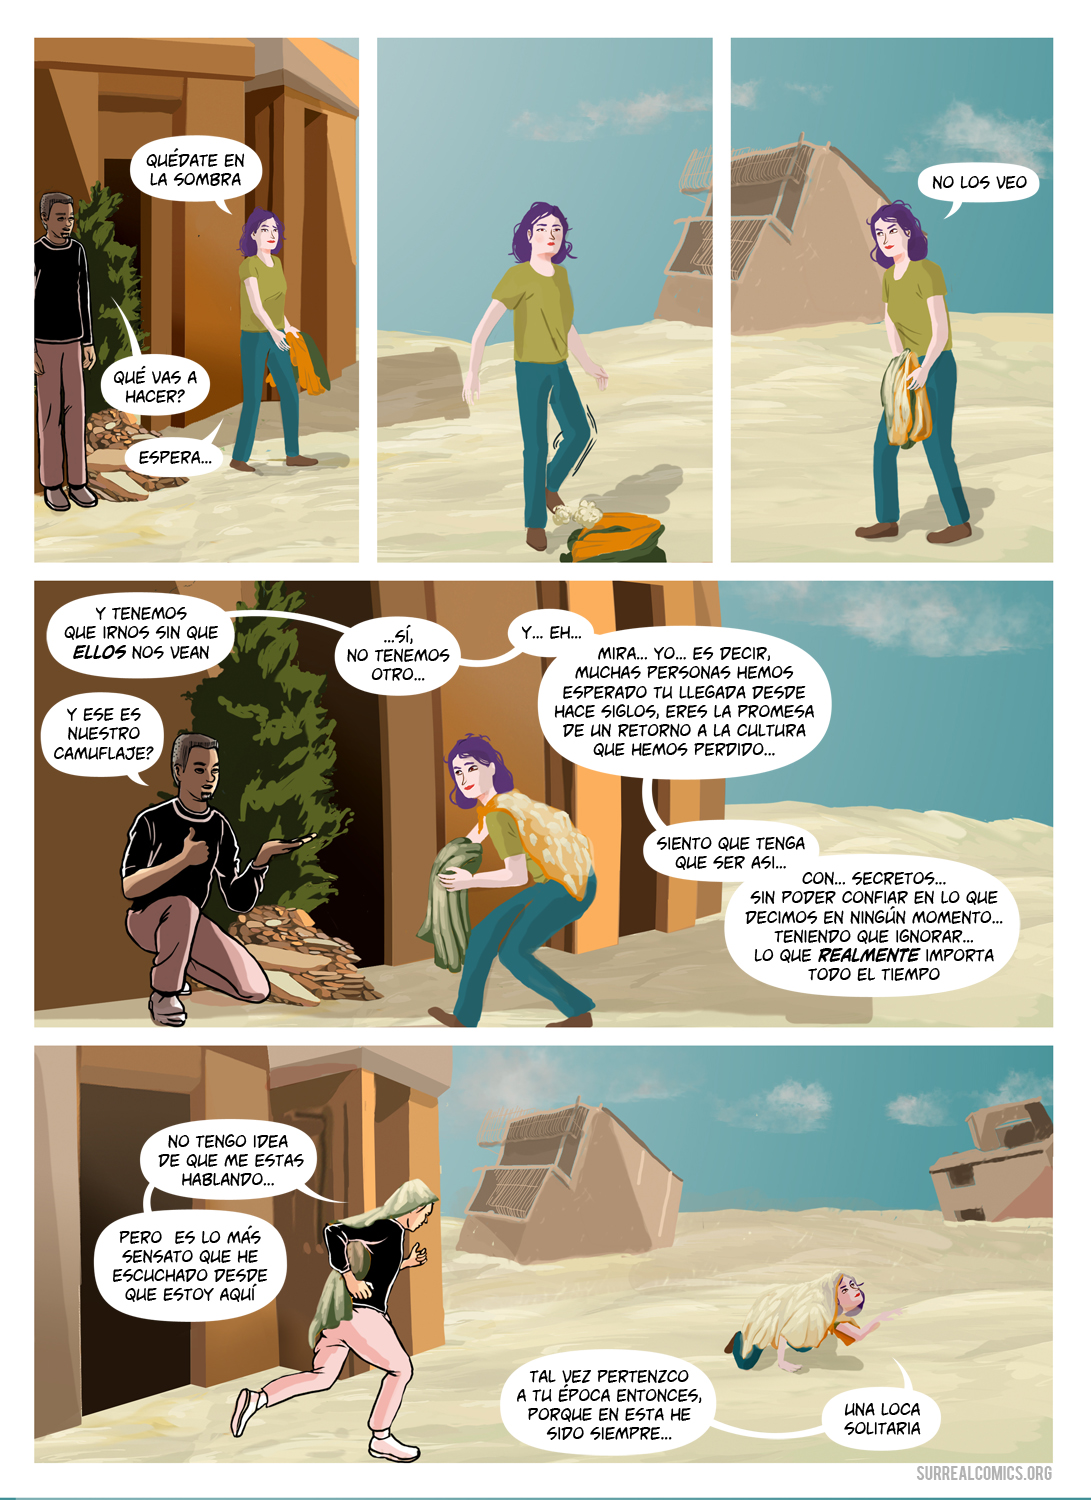 QUÉDATE EN
LA SOMBRA
QUÉ VAS A
HACER?
ESPERA...
NO LOS VEO
Y TENEMOS
QUE IRNOS SIN QUE
ELLOS NOS VEAN
...SÍ,
NO TENEMOS
OTRO...
Y ESE ES
NUESTRO
CAMUFLAJE?
Y... EH...
MIRA... YO... ES DECIR,
MUCHAS PERSONAS HEMOS
ESPERADO TU LLEGADA DESDE
HACE SIGLOS, ERES LA PROMESA
DE UN RETORNO A LA CULTURA
QUE HEMOS PERDIDO...
SIENTO QUE TENGA
QUE SER ASI...
CON... SECRETOS...
SIN PODER CONFIAR EN LO QUE
DECIMOS EN NINGÚN MOMENTO...
TENIENDO QUE IGNORAR...
LO QUE REALMENTE IMPORTA
TODO EL TIEMPO
NO TENGO IDEA
DE QUE ME ESTAS
HABLANDO...
PERO ES LO MÁS
SENSATO QUE HE
ESCUCHADO DESDE
QUE ESTOY AQUÍ
TAL VEZ PERTENZCO
A TU ÉPOCA ENTONCES,
PORQUE EN ESTA HE
SIDO SIEMPRE...
UNA LOCA
SOLITARIA
SURREALCOMICS.ORG